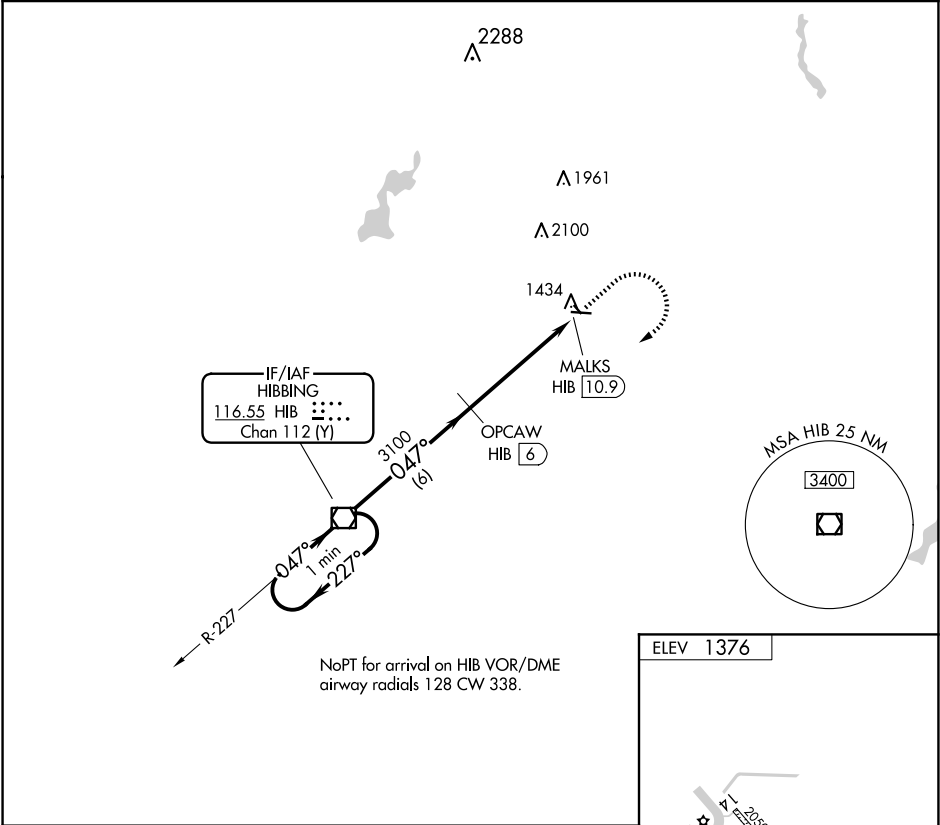 2288
1961
2100
1434
MALKS
HIB 10.9
IF/IAF
HIBBING
116.55 HIB
Chan 112 (Y)
OPCAW
HIB 6
3100
047°
(6)
MSA HIB 25 NM
3400
047°
1 min
227°
R-227
NoPT for arrival on HIB VOR/DME
airway radials 128 CW 338.
ELEV 1376
14